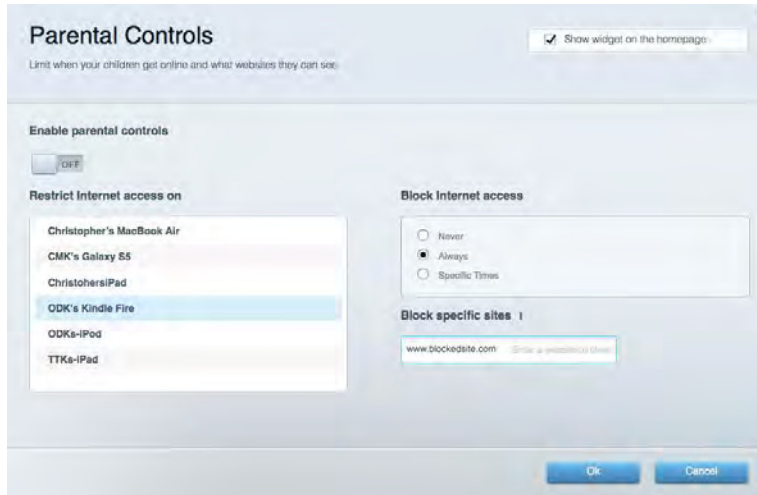 Parental Controls
Show widget on the homepage
Limit when your children get online and what websites they can see.
Enable parental controls
OFF
Restrict Internet access on
Block Internet access
Christopher's MacBook Air
CMK's Galaxy S5
ChristohersiPad
ODK's Kindle Fire
ODKs-iPod
TTKs-iPad
Never
Always
Specific Times
Block specific sites
www.blockedsite.com
Ok
Cancel